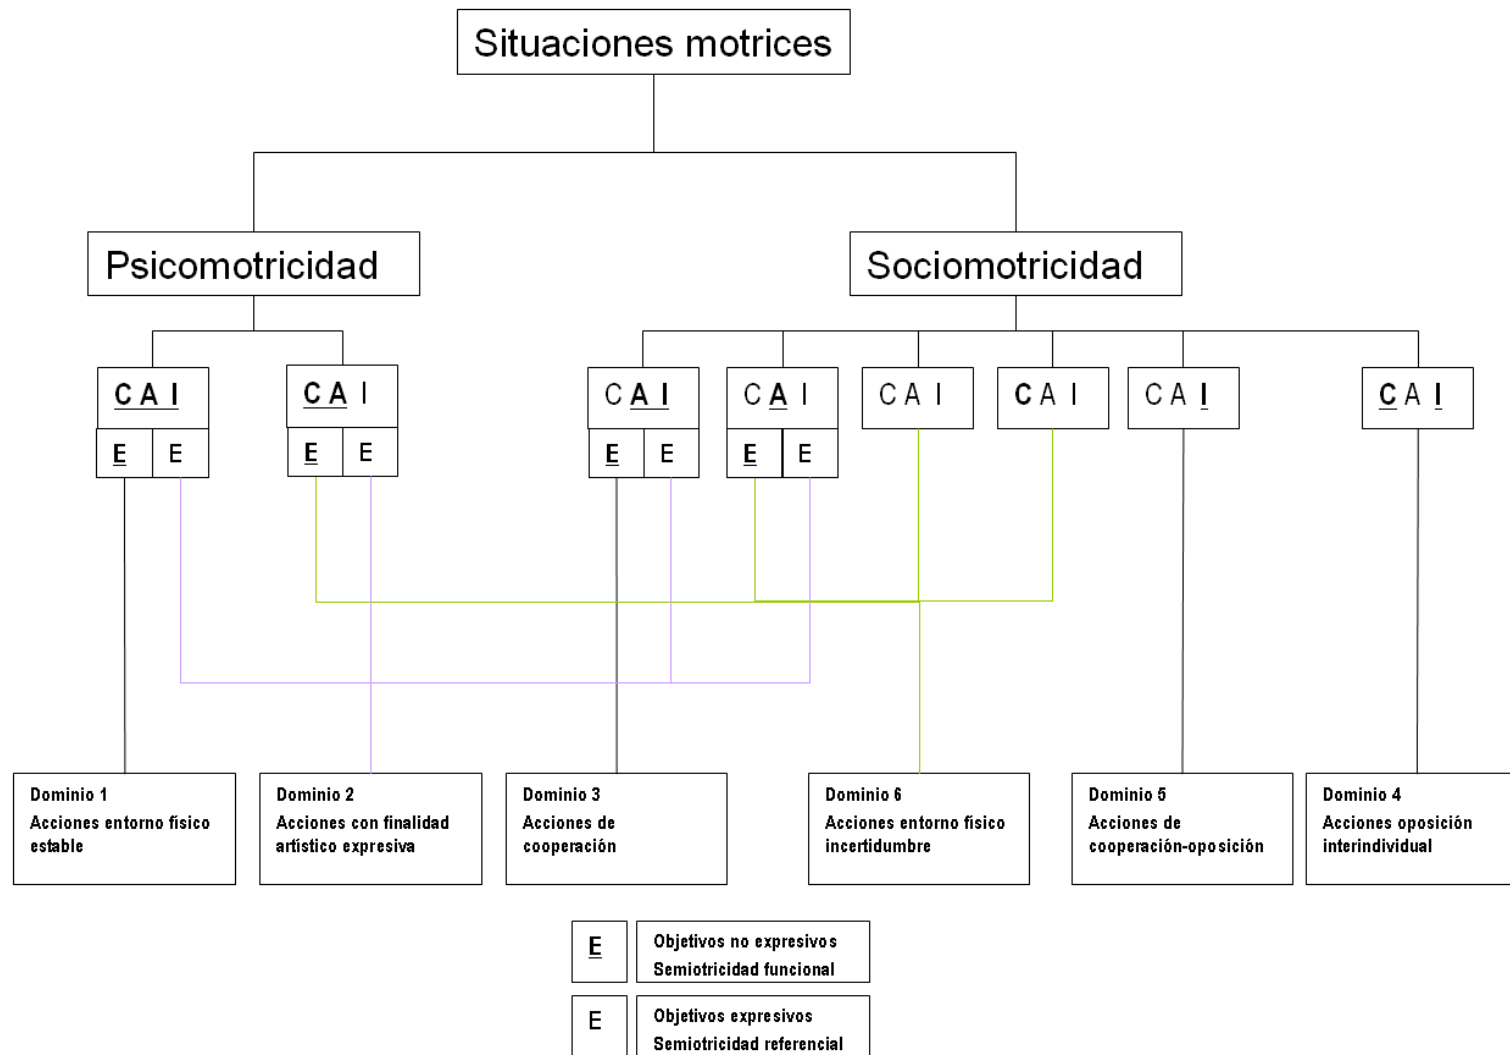 Situaciones motrices
Psicomotricidad
Sociomotricidad
C A I
C A I
C A I
C A I
C A I
C A I
C A I
C A I
E E
E E
E E
E E
Dominio 1
Acciones entorno físico
estable
Dominio 2
Acciones con finalidad
artístico expresiva
Dominio 3
Acciones de
cooperación
Dominio 6
Acciones entorno físico
incertidumbre
Dominio 5
Acciones de
cooperación-oposición
Dominio 4
Acciones oposición
interindividual
E
Objetivos no expresivos
Semiotricidad funcional
E
Objetivos expresivos
Semiotricidad referencial